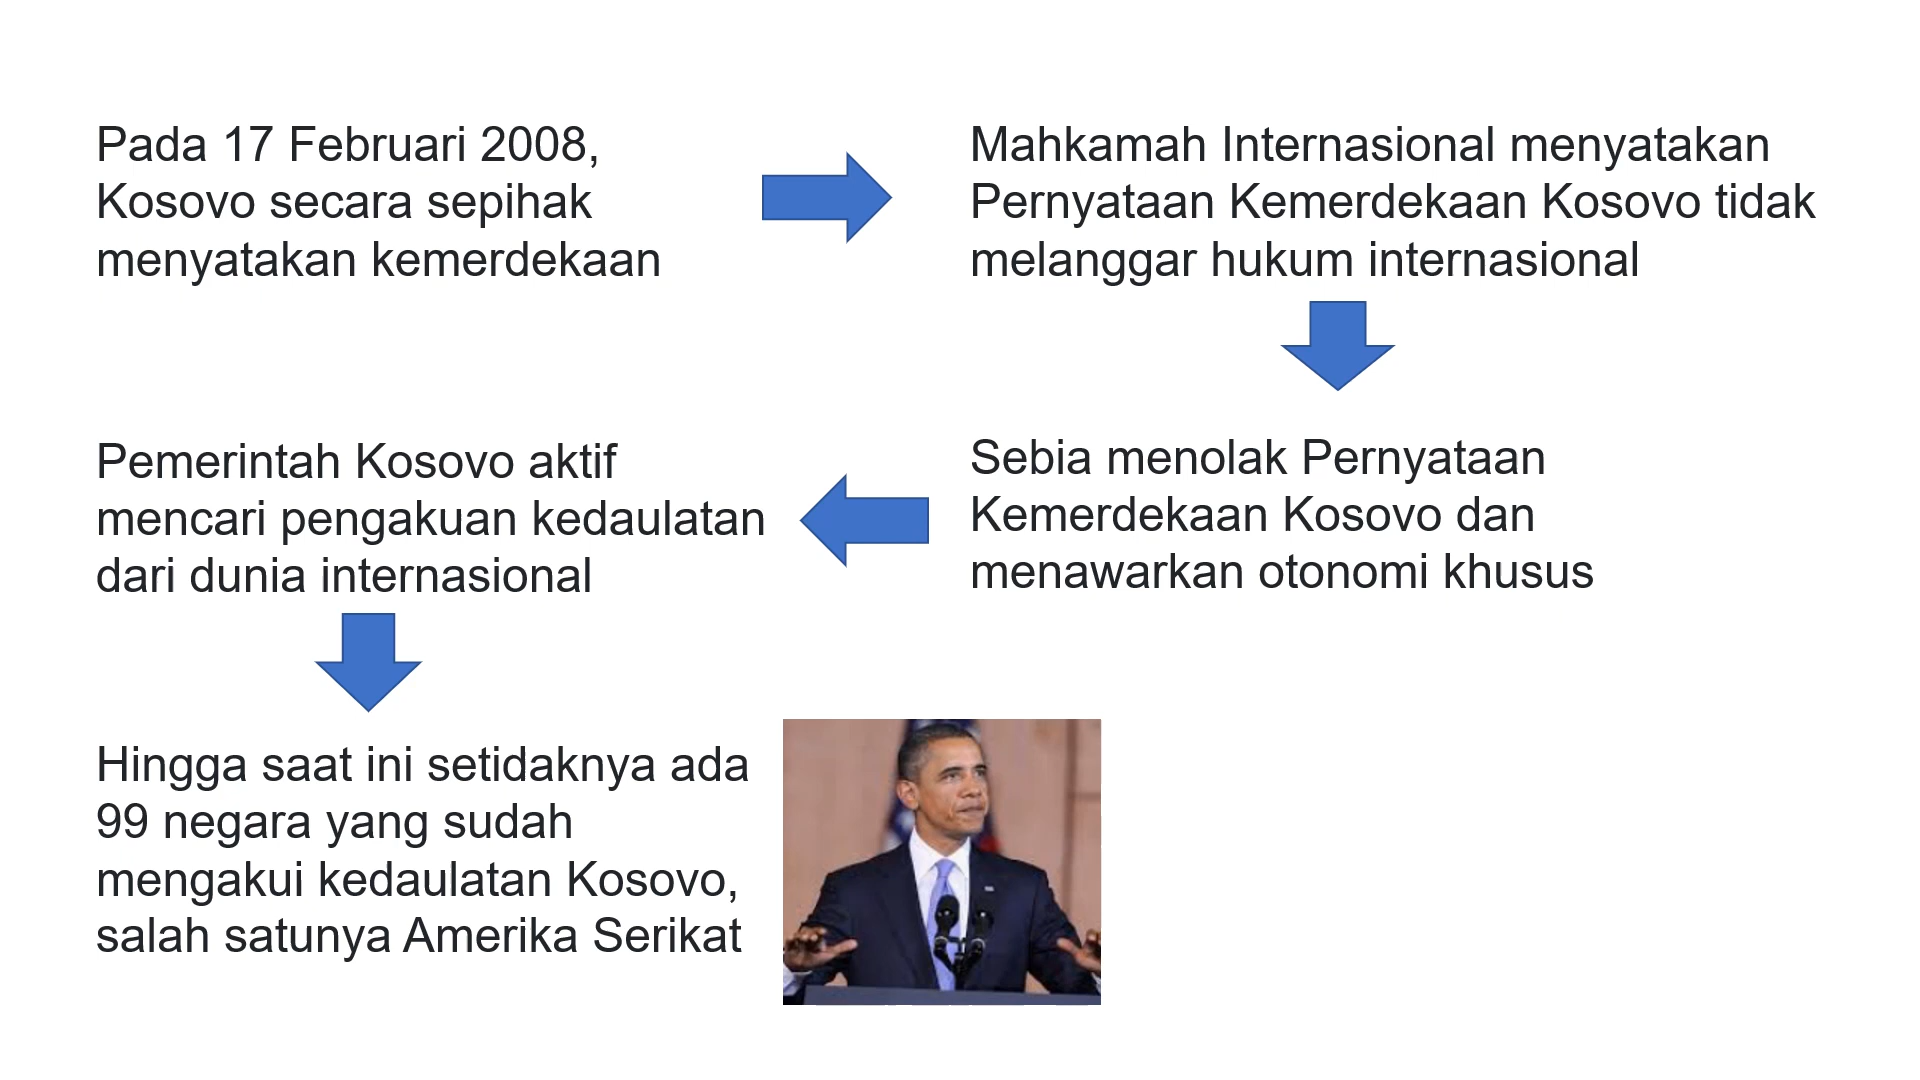 Pada 17 Februari 2008,
Kosovo secara sepihak
menyatakan kemerdekaan
Mahkamah Internasional menyatakan
Pernyataan Kemerdekaan Kosovo tidak
melanggar hukum internasional
Sebia menolak Pernyataan
Kemerdekaan Kosovo dan
menawarkan otonomi khusus
Pemerintah Kosovo aktif
mencari pengakuan kedaulatan
dari dunia internasional
Hingga saat ini setidaknya ada
99 negara yang sudah
mengakui kedaulatan Kosovo,
salah satunya Amerika Serikat